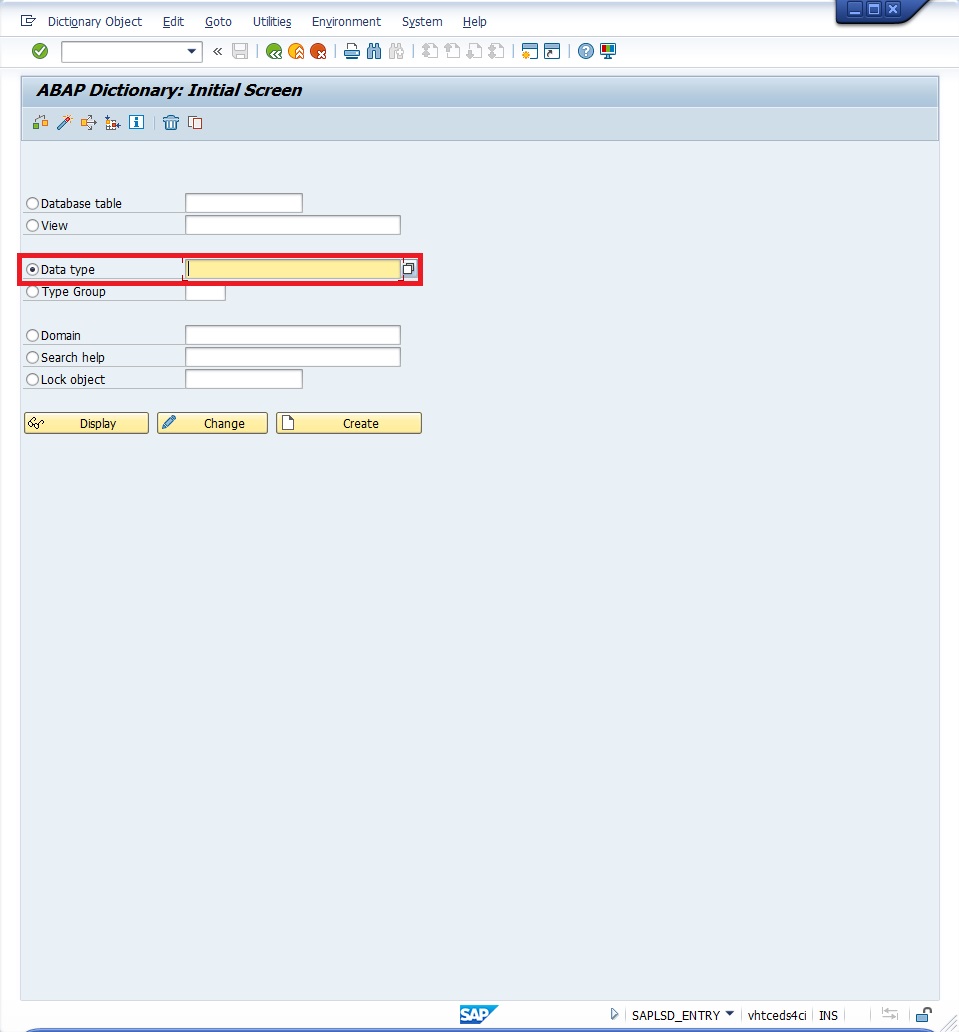 Dictionary Object Edit Goto Utilities Environment System Help
«
ABAP Dictionary: Initial Screen
Database table
View
Data type
Type Group
Domain
Search help
Lock object
Display Change Create
SAP SAPLSD_ENTRY vhtceds4ci INS